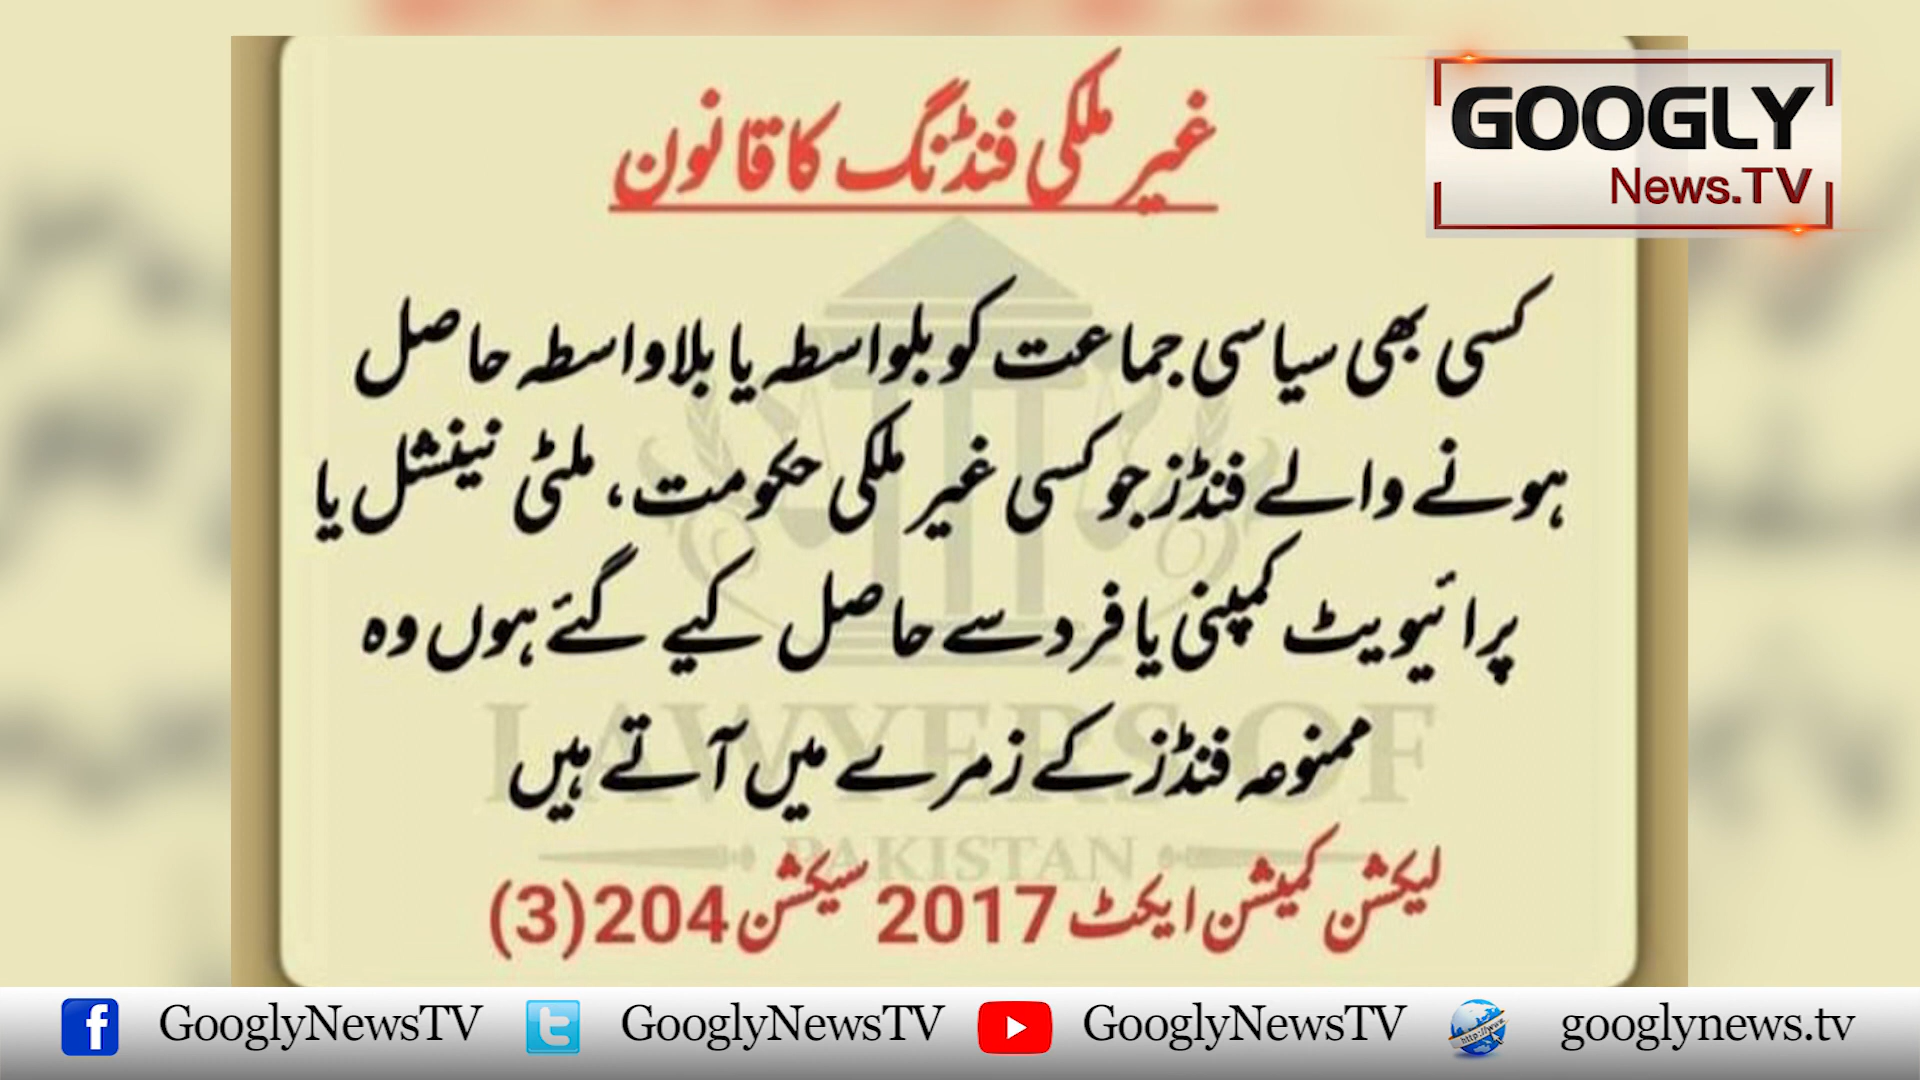 GOOGLY
News.TV
غیر ملکی فنڈنگ کا قانون
کسی بھی سیاسی جماعت کو بلواسطہ یا بلاواسطہ حاصل
ہونے والے فنڈز جو کسی غیر ملکی حکومت، ملٹی نینشل یا
پرائیویٹ کمپنی یا فرد سے حاصل کیے گئے ہوں وہ
ممنوعہ فنڈز کے زمرے میں آتے ہیں
لیکشن کمیشن ایکٹ 2017 سیکشن 204(3)
LAWYERS OF
PAKISTAN
GooglyNewsTV GooglyNewsTV GooglyNewsTV googlynews.tv